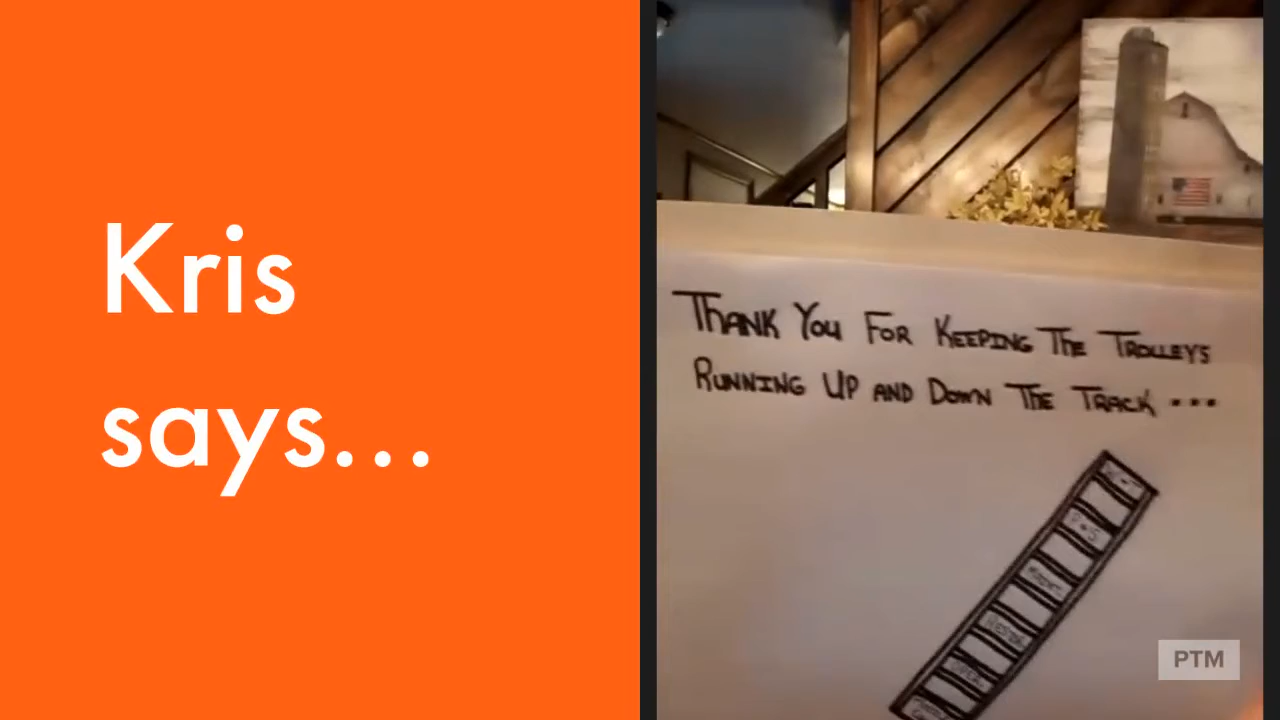 Kris
says...
THANK YOU FOR KEEPING THE TROLLEYS
RUNNING UP AND DOWN THE TRACK ...
PTM